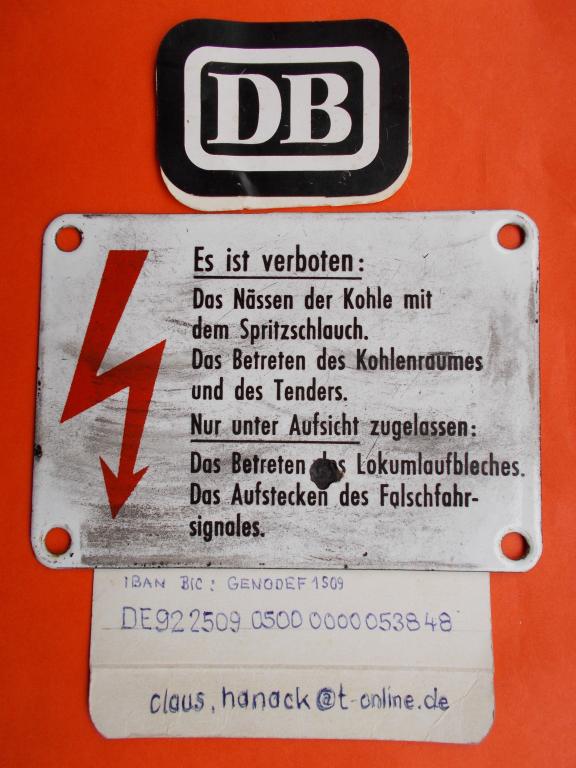 DB
Es ist verboten:
Das Nässen der Kohle mit
dem Spritzschlauch.
Das Betreten des Kohlenraumes
und des Tenders.
Nur unter Aufsicht zugelassen:
Das Betreten des Lokumlaufbleches.
Das Aufstecken des Falschfahr-
signales.
IBAN BIC: GENODEF1S09
DE92 2509 0500 0000 0538 48
claus.hanack@t-online.de